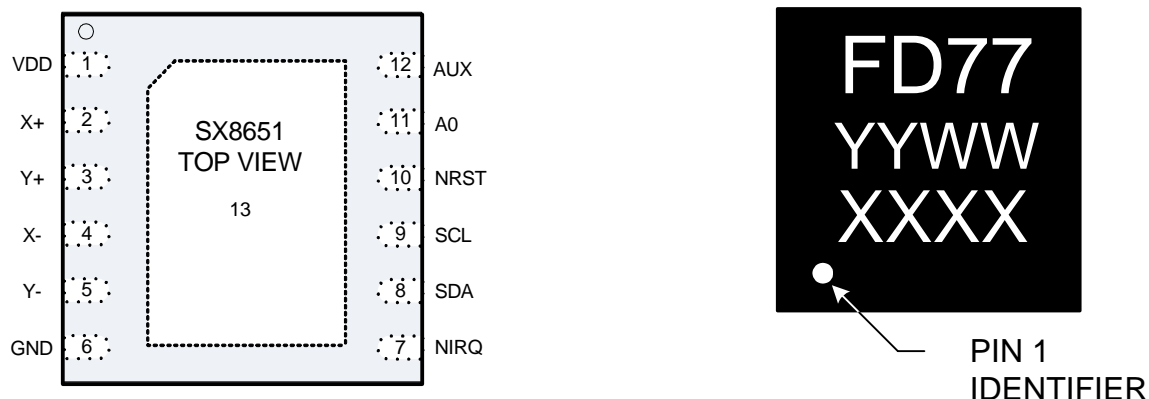 VDD 1 12 AUX
X+ 2 11 A0
SX8651
TOP VIEW
Y+ 3 10 NRST
13
X- 4 9 SCL
Y- 5 8 SDA
GND 6 7 NIRQ
FD77
YYWW
XXXX
PIN 1
IDENTIFIER